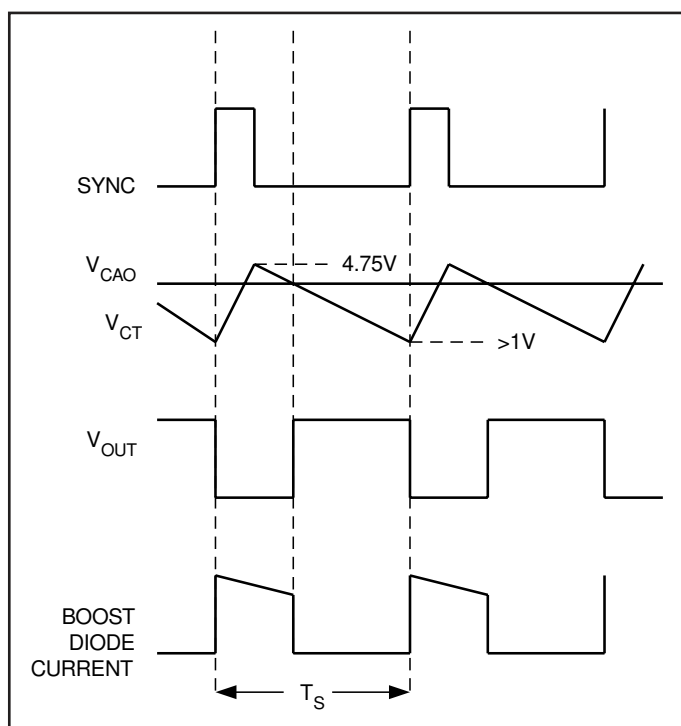 SYNC
V_CAO
4.75V
V_CT
>1V
V_OUT
BOOST
DIODE
CURRENT
T_S